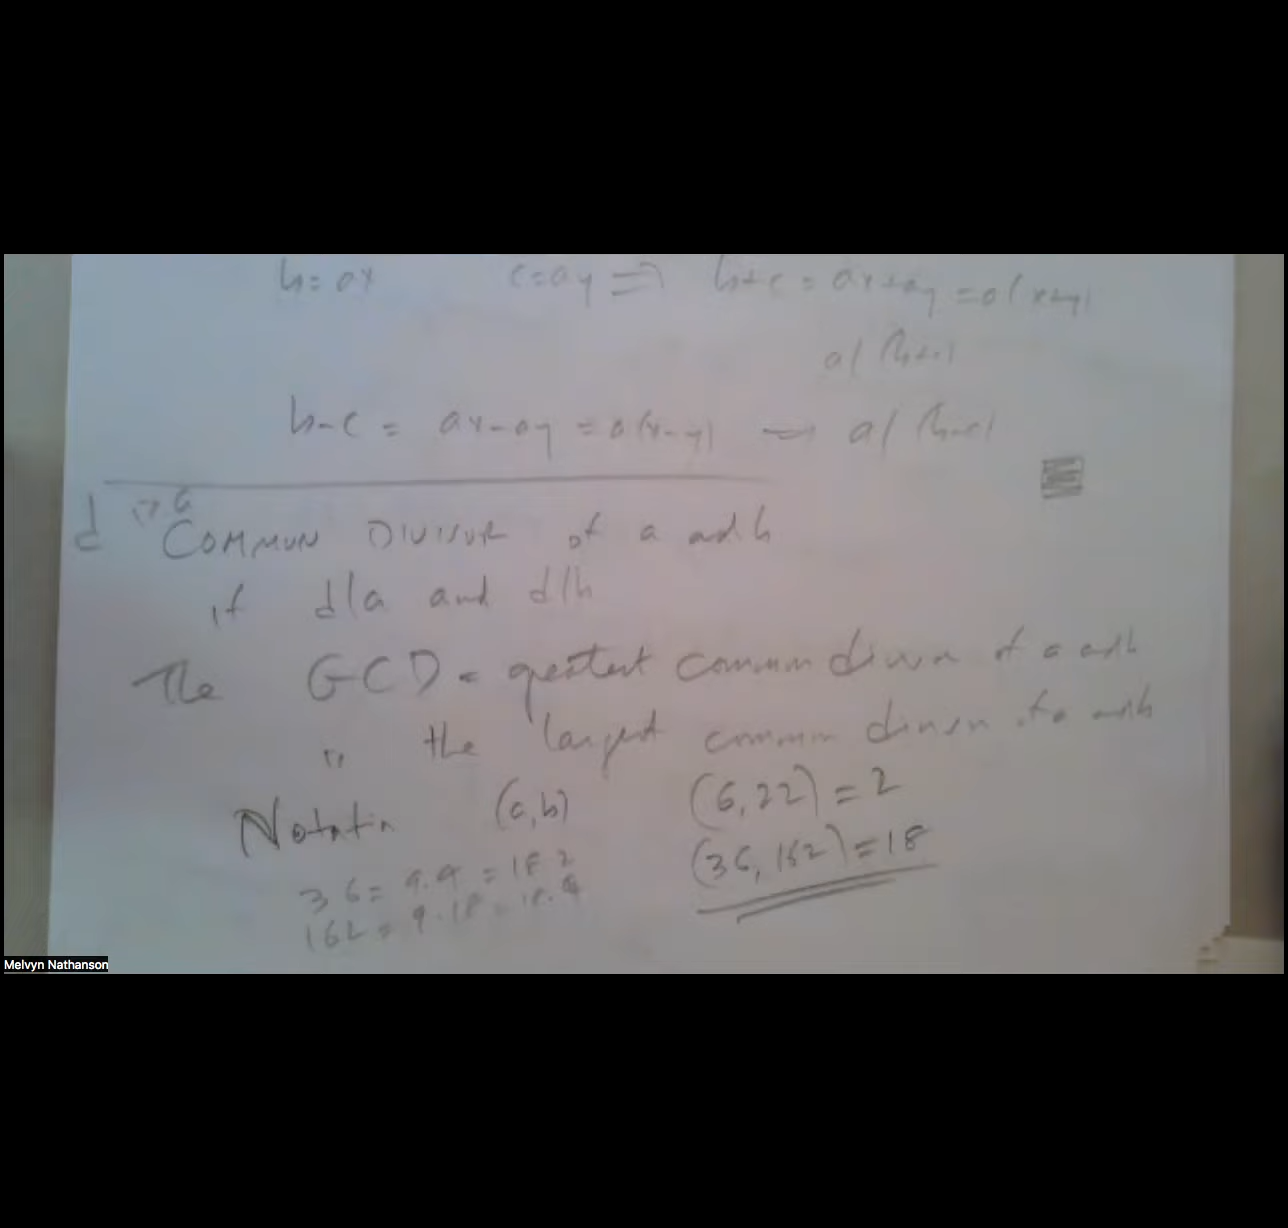 b = ax c = ay ⇒ b+c = ax+ay = a(x+y)
a | (b+c)
b-c = ax-ay = a(x-y) ⇒ a | (b-c)
d is a
COMMON DIVISOR of a and b
if d|a and d|b
The GCD = greatest common divisor of a and b
is the largest common divisor of a and b
Notation (a,b) (6,22) = 2
36 = 9.4 = 18 2 (36, 162) = 18
162 = 9.18 = 18.9
Melvyn Nathanson